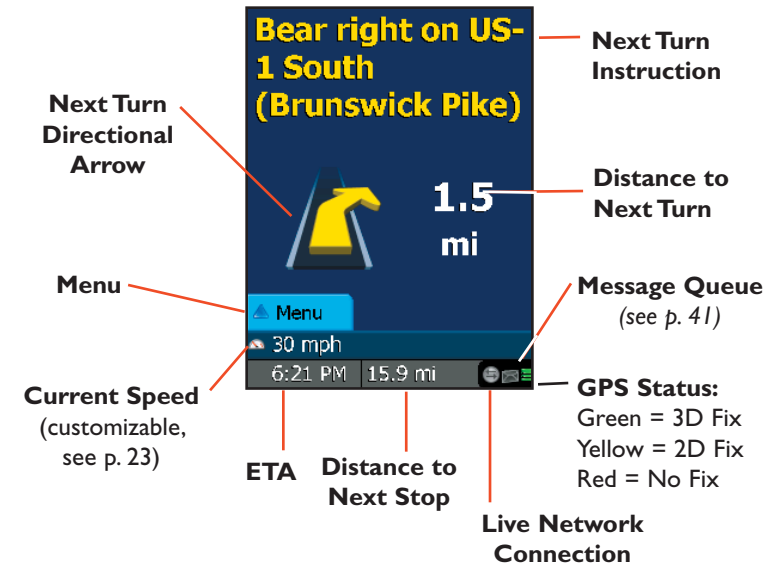 Bear right on US-
1 South
(Brunswick Pike)
Next Turn
Instruction
Next Turn
Directional
Arrow
1.5
mi
Distance to
Next Turn
Menu
Menu
Message Queue
(see p. 41)
30 mph
6:21 PM
15.9 mi
Current Speed
(customizable,
see p. 23)
GPS Status:
Green = 3D Fix
Yellow = 2D Fix
Red = No Fix
ETA
Distance to
Next Stop
Live Network
Connection